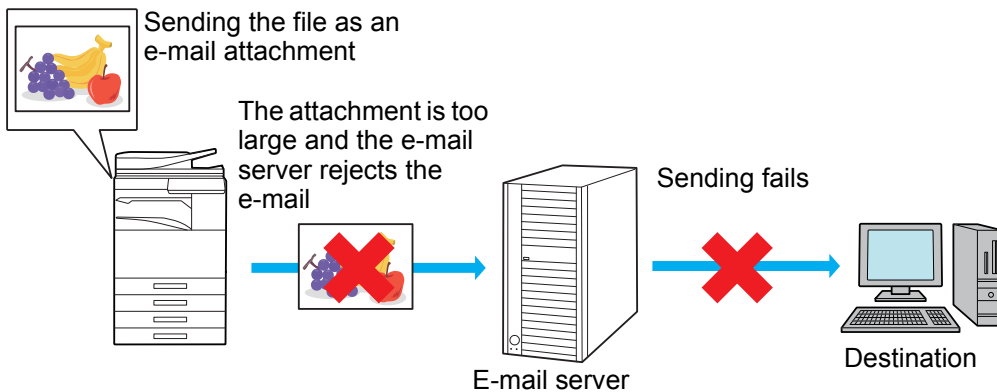 Sending the file as an
e-mail attachment
The attachment is too
large and the e-mail
server rejects the
e-mail
Sending fails
E-mail server
Destination